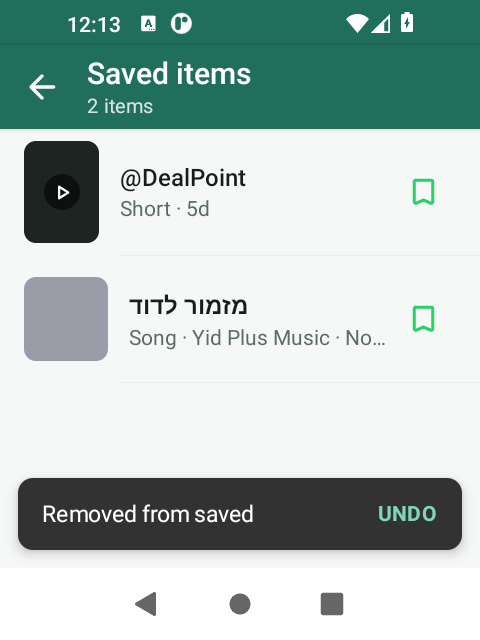 12:13
Saved items
2 items
@DealPoint
Short · 5d
מזמור לדוד
Song · Yid Plus Music · No…
Removed from saved
UNDO